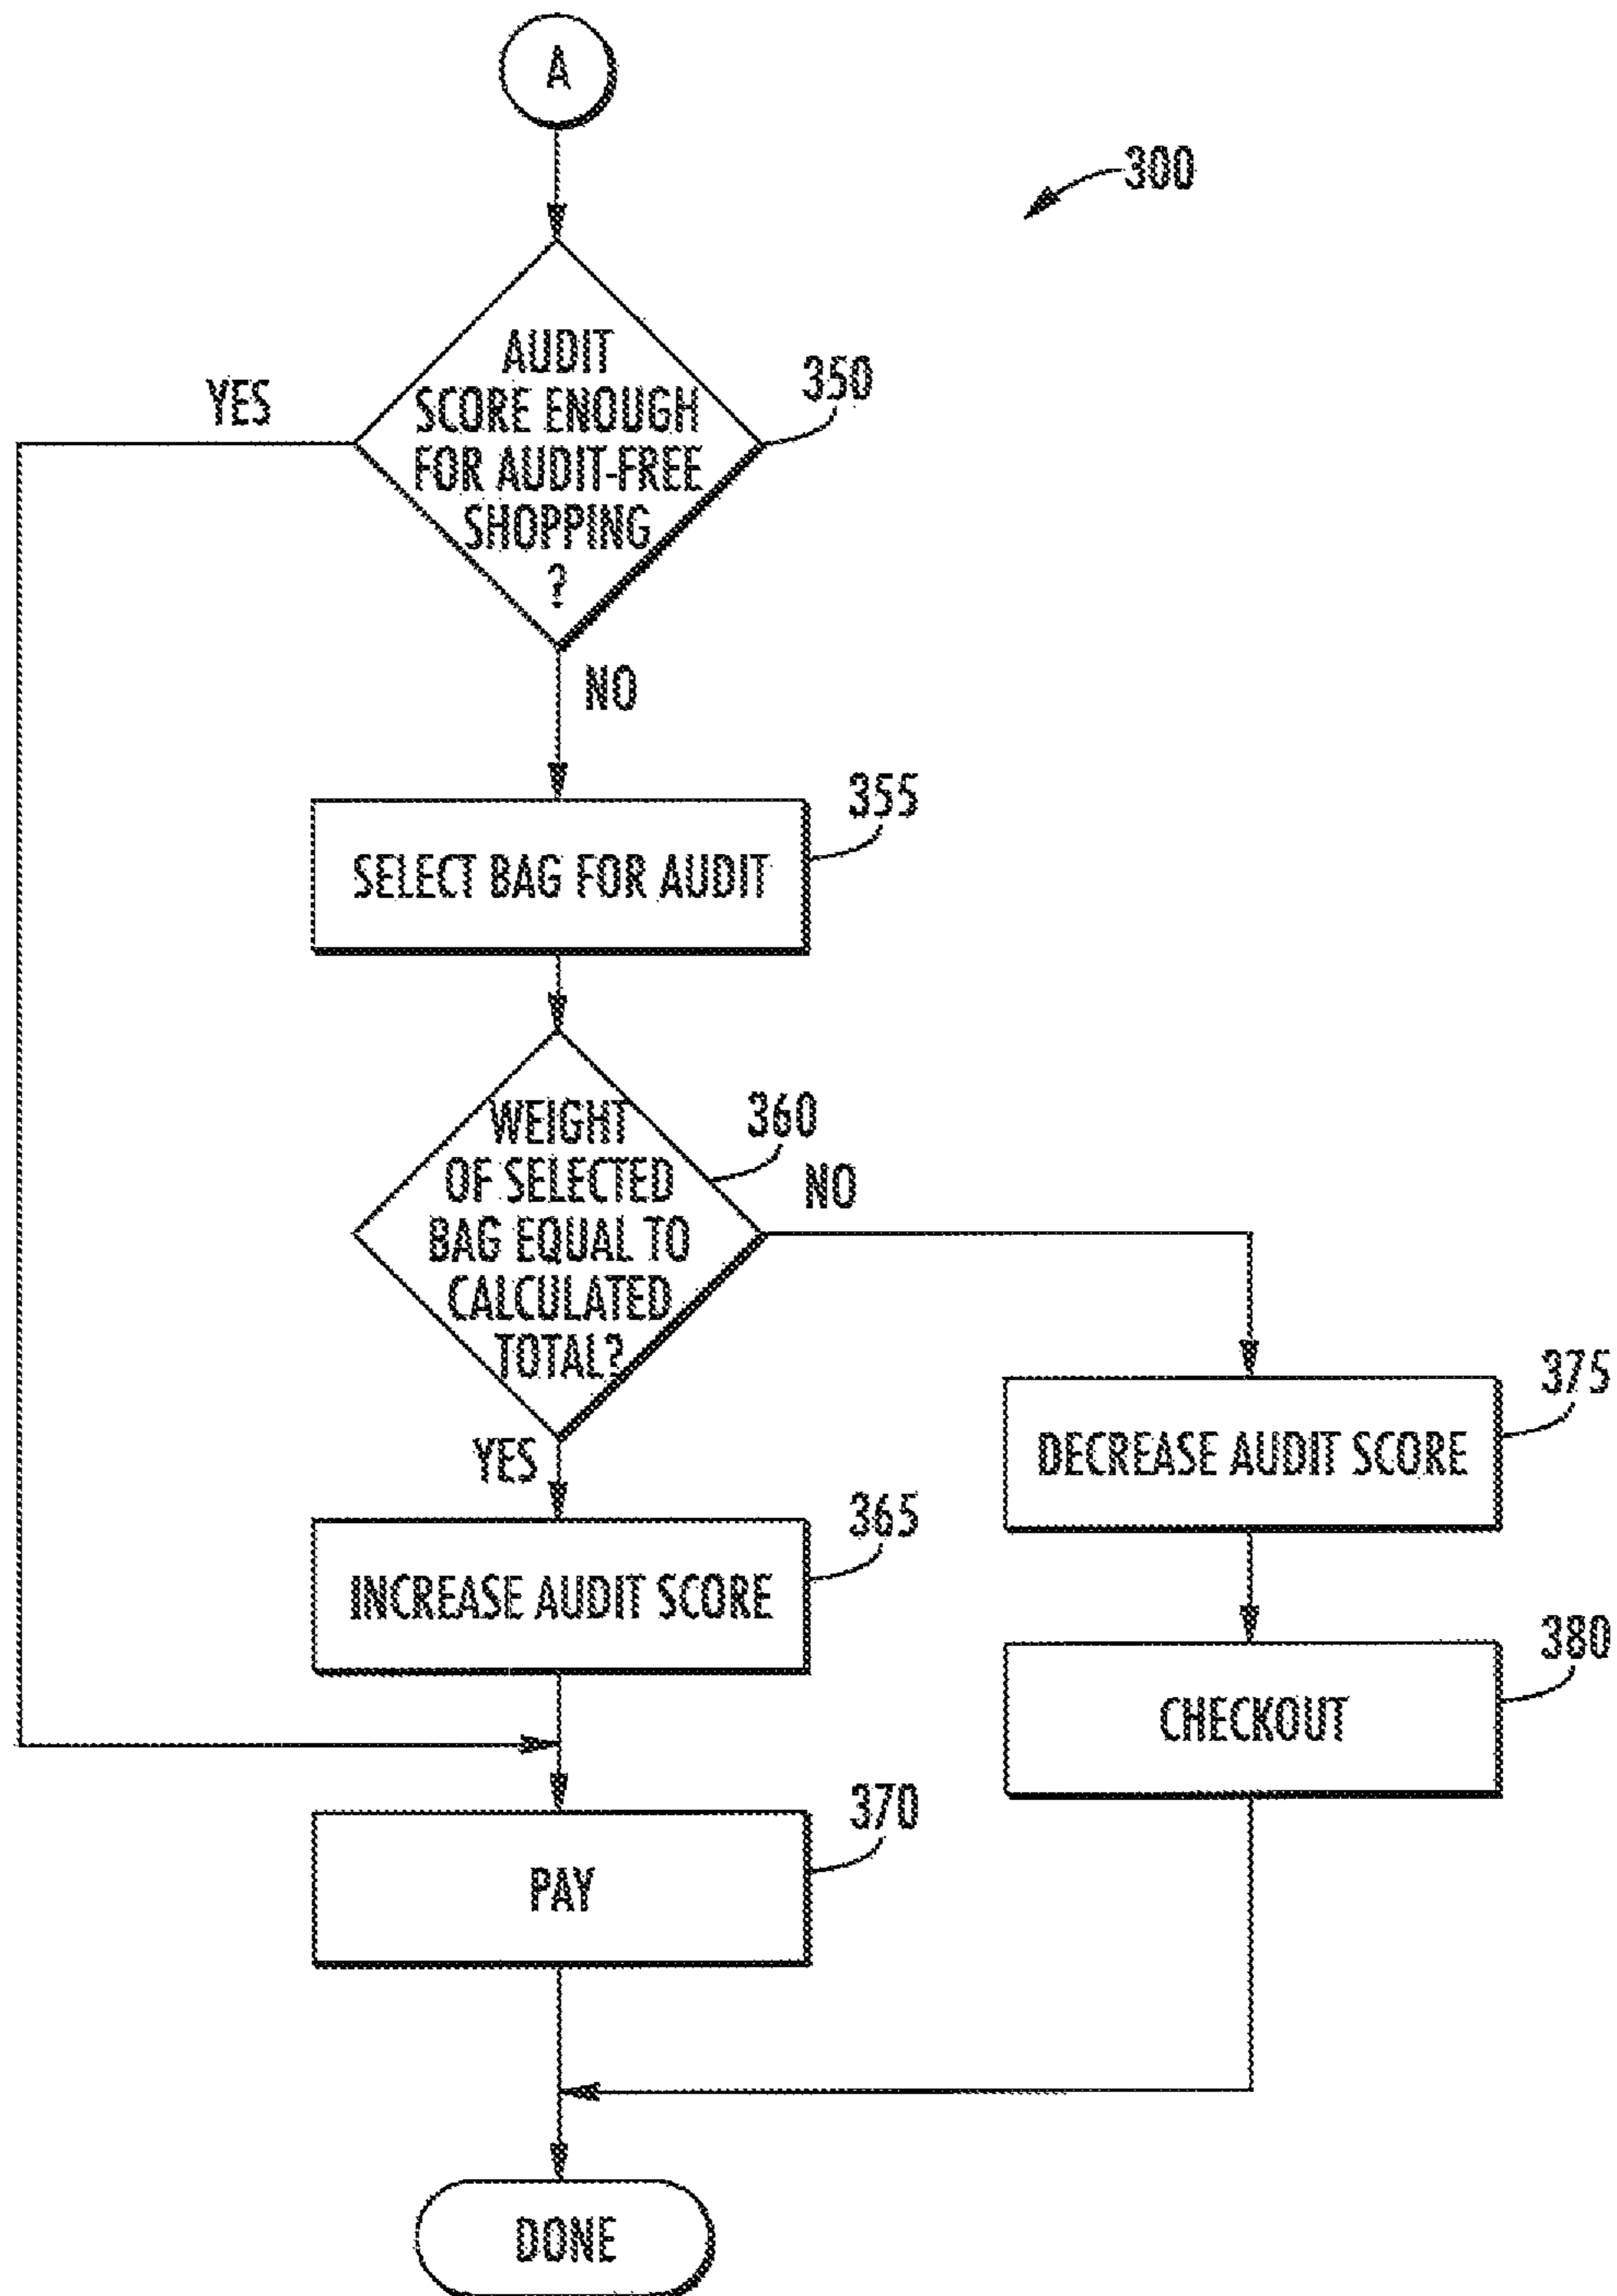 A
300
AUDIT
SCORE ENOUGH
FOR AUDIT-FREE
SHOPPING
?
350
YES
NO
355
SELECT BAG FOR AUDIT
WEIGHT
OF SELECTED
BAG EQUAL TO
CALCULATED
TOTAL?
360
NO
YES
375
DECREASE AUDIT SCORE
365
INCREASE AUDIT SCORE
380
CHECKOUT
370
PAY
DONE